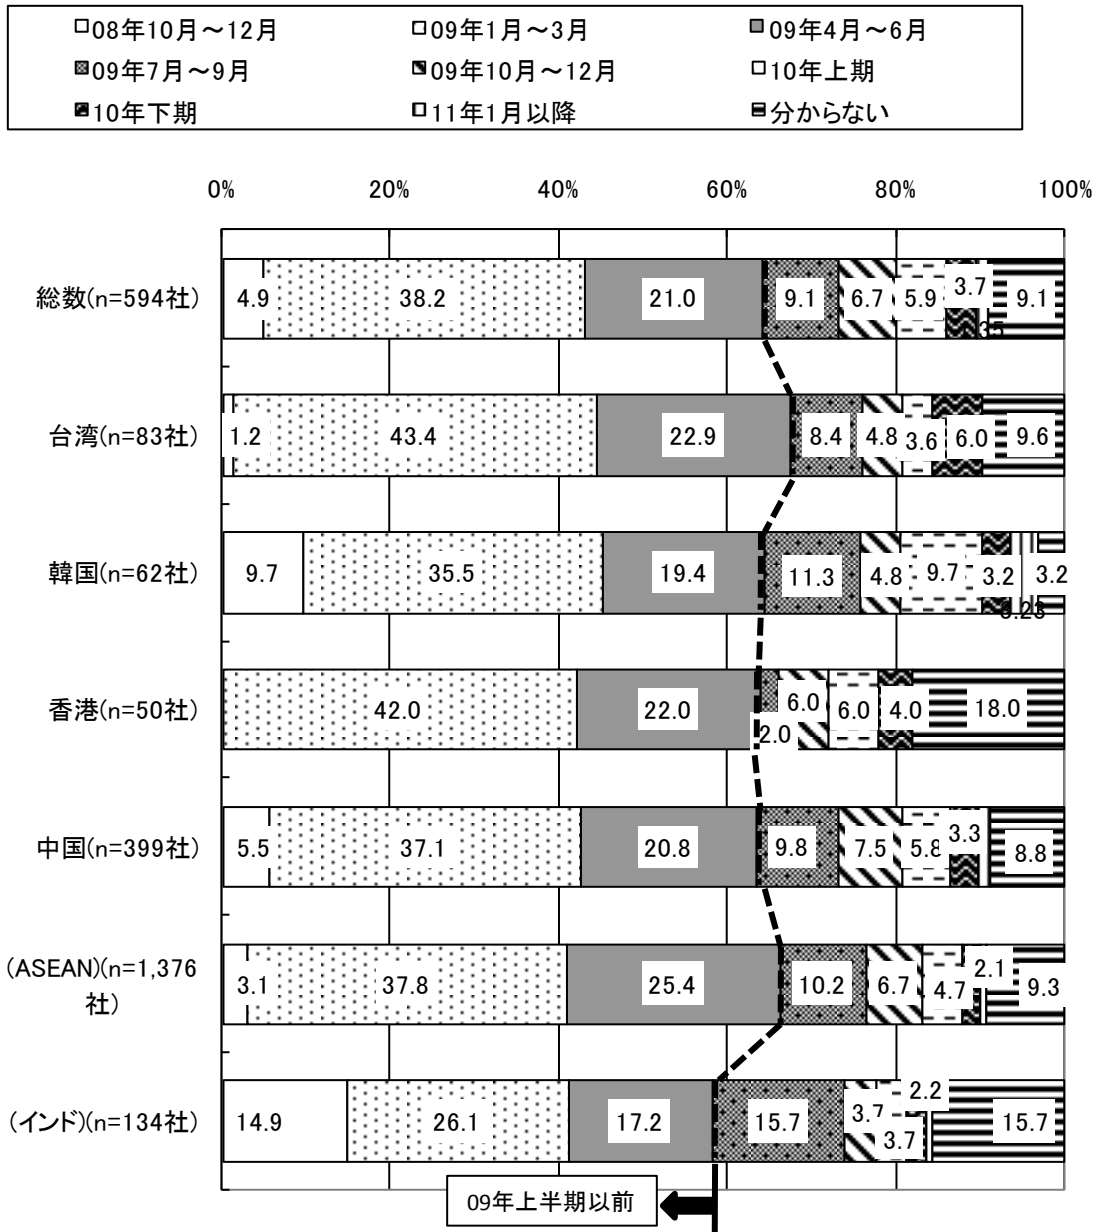 08年10月～12月 09年1月～3月 09年4月～6月
09年7月～9月 09年10月～12月 10年上期
10年下期 11年1月以降 分からない
0% 20% 40% 60% 80% 100%
総数(n=594社) 4.9 38.2 21.0 9.1 6.7 5.9 3.7 9.1
台湾(n=83社) 1.2 43.4 22.9 8.4 4.8 3.6 6.0 9.6
韓国(n=62社) 9.7 35.5 19.4 11.3 4.8 9.7 3.2 3.2
香港(n=50社) 42.0 22.0 2.0 6.0 6.0 4.0 18.0
中国(n=399社) 5.5 37.1 20.8 9.8 7.5 5.8 3.3 8.8
(ASEAN)(n=1,376
社) 3.1 37.8 25.4 10.2 6.7 4.7 2.1 9.3
(インド)(n=134社) 14.9 26.1 17.2 15.7 3.7 3.7 2.2 15.7
09年上半期以前